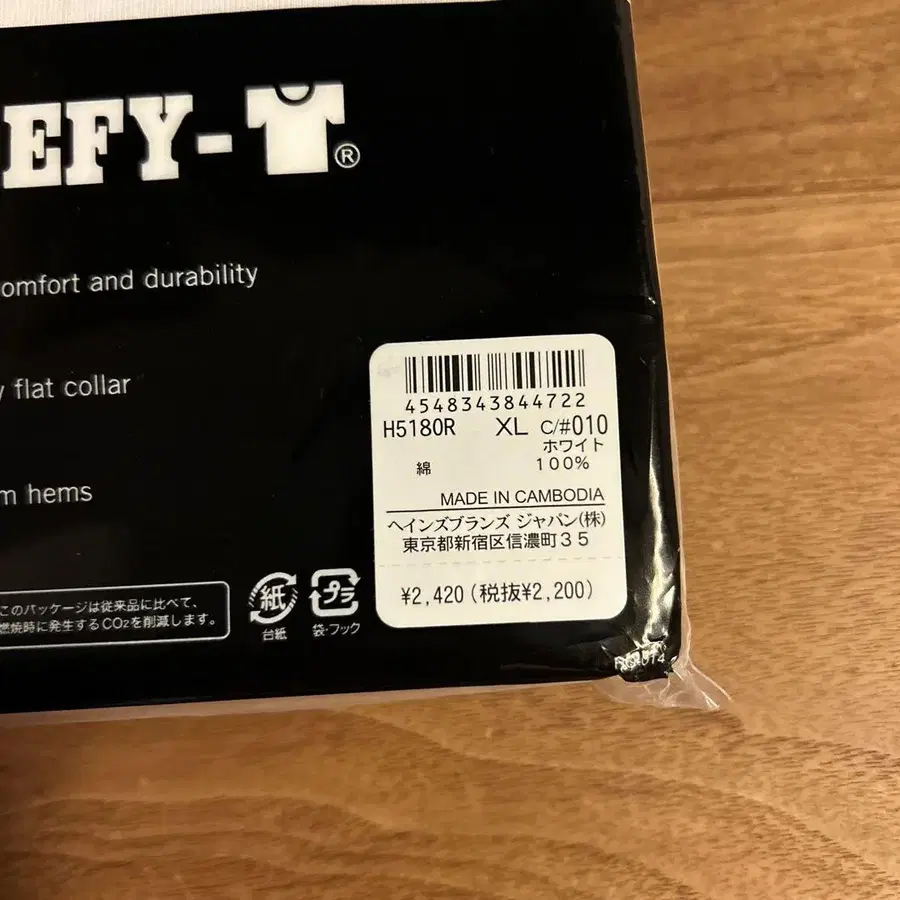 EFY-
®
omfort and durability
y flat collar
m hems
4548343844722
H5180R XL C/#010
ホワイト
綿 100%
MADE IN CAMBODIA
ヘインズブランズ ジャパン(株)
東京都新宿区信濃町35
¥2,420(税抜¥2,200)
このパッケージは従来品に比べて、
燃焼時に発生するCO2を削減します。
紙
台紙
プラ
袋・フック